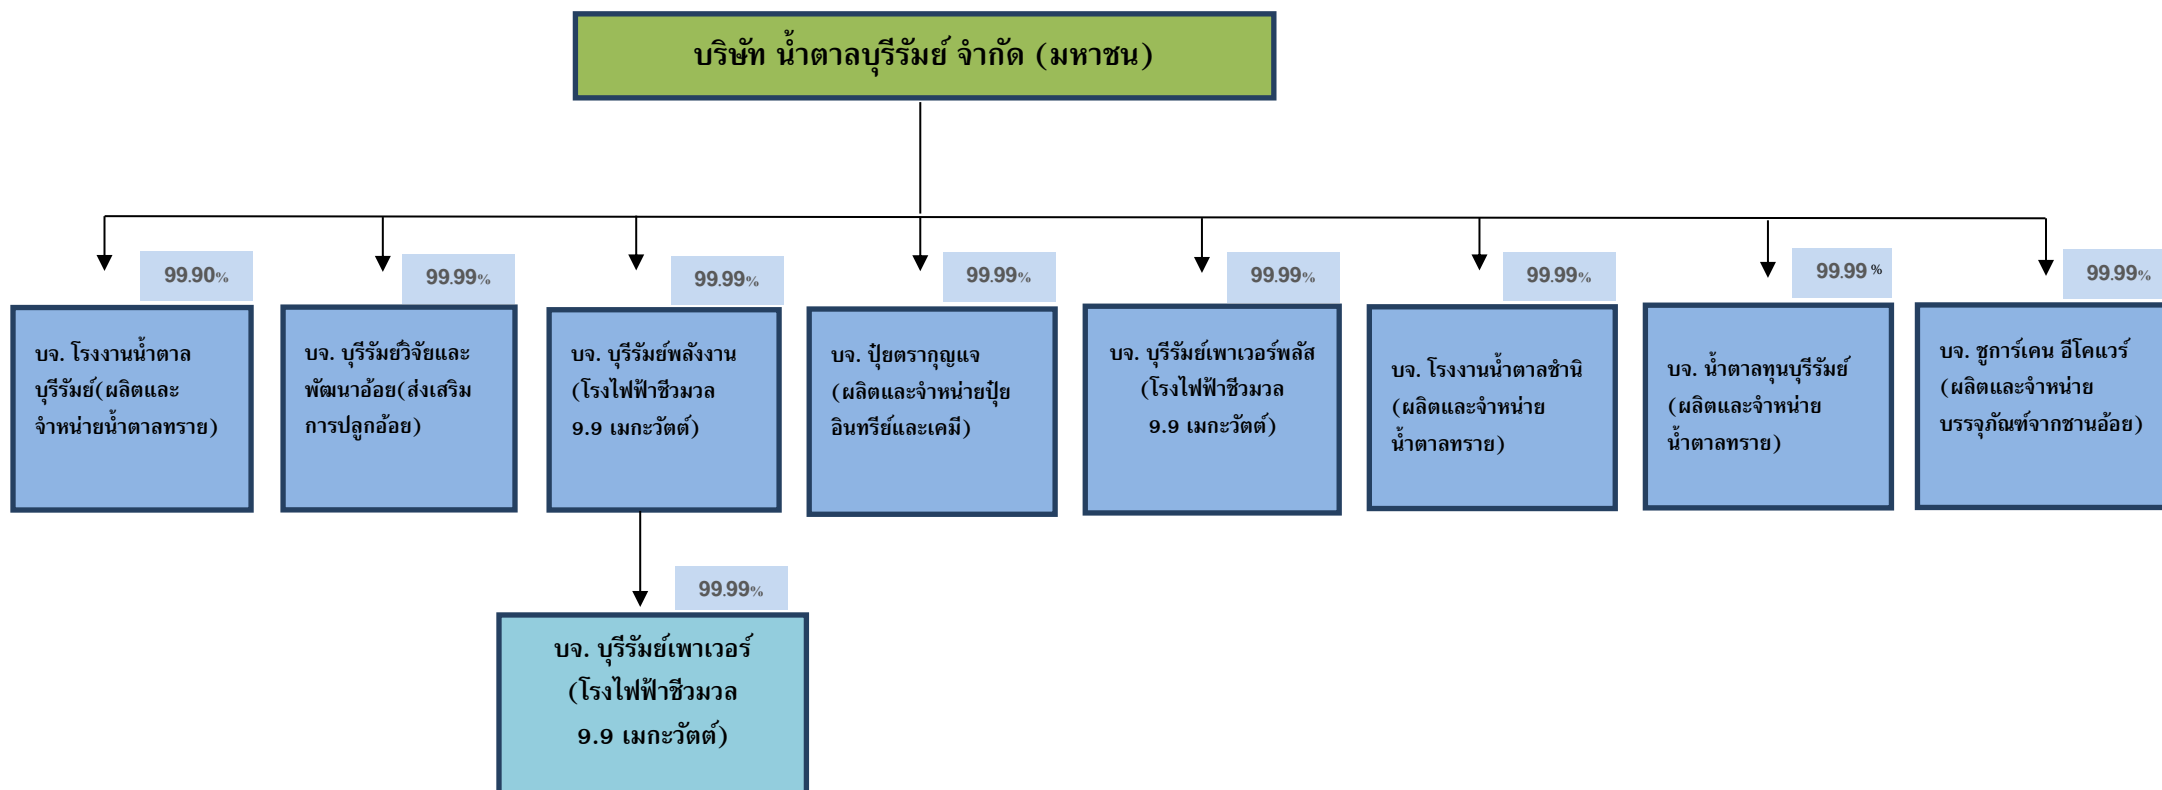 บริษัท น้ำตาลบุรีรัมย์ จำกัด (มหาชน)
99.90%
บจ. โรงงานน้ำตาล
บุรีรัมย์(ผลิตและ
จำหน่ายน้ำตาลทราย)
99.99%
บจ. บุรีรัมย์วิจัยและ
พัฒนาอ้อย(ส่งเสริม
การปลูกอ้อย)
99.99%
บจ. บุรีรัมย์พลังงาน
(โรงไฟฟ้าชีวมวล
9.9 เมกะวัตต์)
99.99%
บจ. ปุ๋ยตรากุญแจ
(ผลิตและจำหน่ายปุ๋ย
อินทรีย์และเคมี)
99.99%
บจ. บุรีรัมย์เพาเวอร์พลัส
(โรงไฟฟ้าชีวมวล
9.9 เมกะวัตต์)
99.99%
บจ. โรงงานน้ำตาลชำนิ
(ผลิตและจำหน่าย
น้ำตาลทราย)
99.99 %
บจ. น้ำตาลทุนบุรีรัมย์
(ผลิตและจำหน่าย
น้ำตาลทราย)
99.99%
บจ. ชูการ์เคน อีโคแวร์
(ผลิตและจำหน่าย
บรรจุภัณฑ์จากชานอ้อย)
99.99%
บจ. บุรีรัมย์เพาเวอร์
(โรงไฟฟ้าชีวมวล
9.9 เมกะวัตต์)